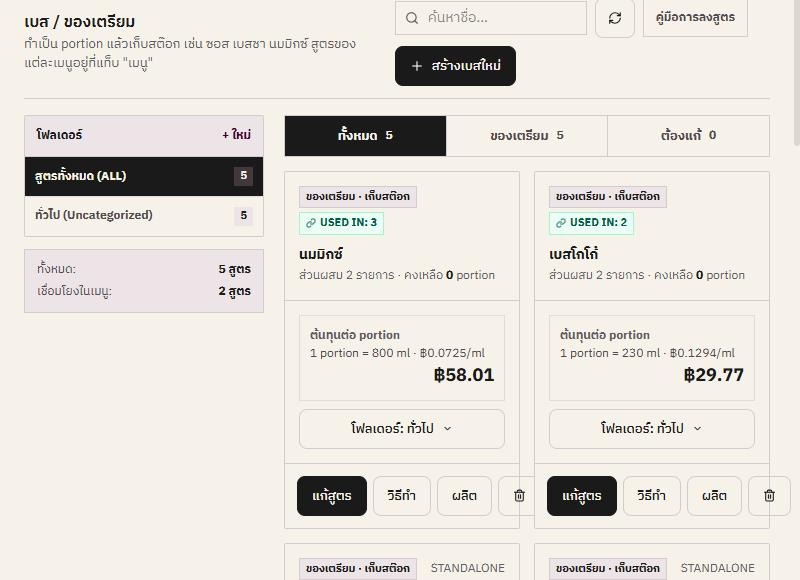 เบส / ของเตรียม
ทำเป็น portion แล้วเก็บสต๊อก เช่น ซอส เบสชา นมมิกซ์ สูตรของ
แต่ละเมนูอยู่ที่แท็บ "เมนู"
ค้นหาชื่อ...
คู่มือการลงสูตร
+ สร้างเบสใหม่
โฟลเดอร์ + ใหม่
สูตรทั้งหมด (ALL) 5
ทั่วไป (Uncategorized) 5
ทั้งหมด: 5 สูตร
เชื่อมโยงในเมนู: 2 สูตร
ทั้งหมด 5
ของเตรียม 5
ต้องแก้ 0
ของเตรียม · เก็บสต๊อก
USED IN: 3
นมมิกซ์
ส่วนผสม 2 รายการ · คงเหลือ 0 portion
ต้นทุนต่อ portion
1 portion = 800 ml · ฿0.0725/ml
฿58.01
โฟลเดอร์: ทั่วไป
แก้สูตร วิธีทำ ผลิต
ของเตรียม · เก็บสต๊อก
USED IN: 2
เบสโกโก้
ส่วนผสม 2 รายการ · คงเหลือ 0 portion
ต้นทุนต่อ portion
1 portion = 230 ml · ฿0.1294/ml
฿29.77
โฟลเดอร์: ทั่วไป
แก้สูตร วิธีทำ ผลิต
ของเตรียม · เก็บสต๊อก STANDALONE
ของเตรียม · เก็บสต๊อก STANDALONE